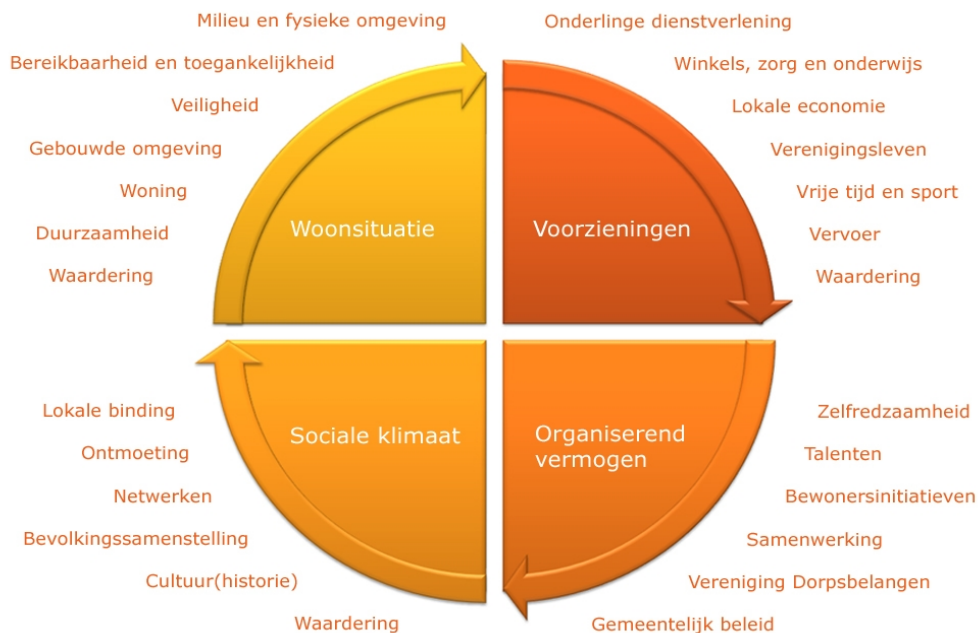 Milieu en fysieke omgeving
Bereikbaarheid en toegankelijkheid
Veiligheid
Gebouwde omgeving
Woning
Duurzaamheid
Waardering
Woonsituatie
Onderlinge dienstverlening
Winkels, zorg en onderwijs
Lokale economie
Verenigingsleven
Vrije tijd en sport
Vervoer
Waardering
Voorzieningen
Lokale binding
Ontmoeting
Netwerken
Bevolkingssamenstelling
Cultuur(historie)
Waardering
Sociale klimaat
Organiserend
vermogen
Zelfredzaamheid
Talenten
Bewonersinitiatieven
Samenwerking
Vereniging Dorpsbelangen
Gemeentelijk beleid